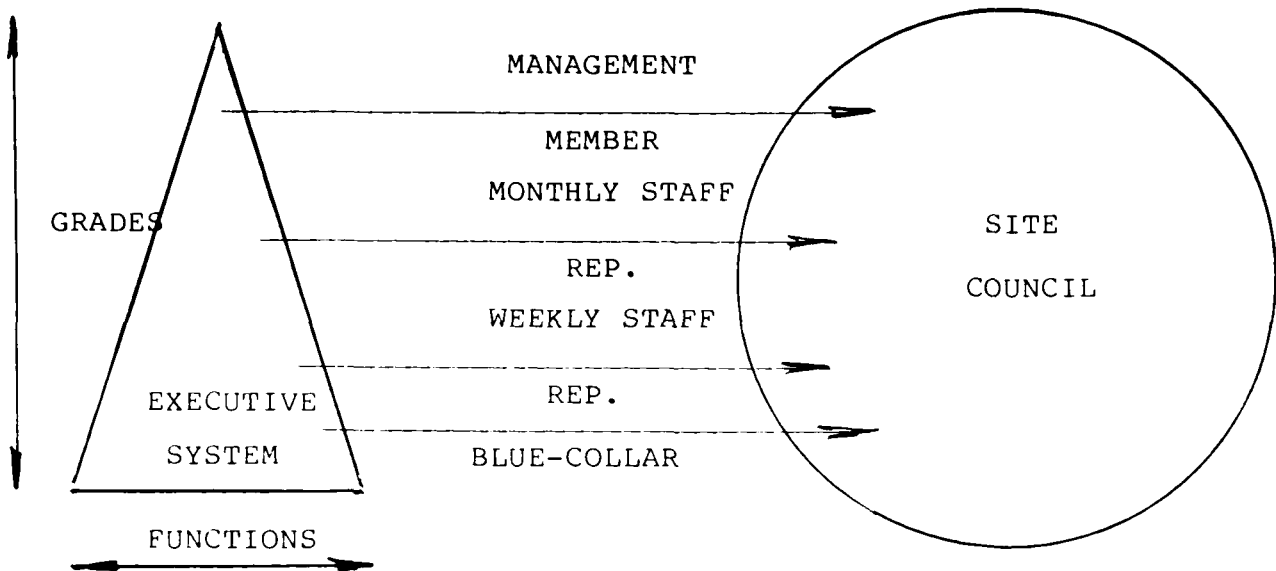 MANAGEMENT
MEMBER
MONTHLY STAFF
GRADES
SITE
REP.
COUNCIL
WEEKLY STAFF
REP.
EXECUTIVE
SYSTEM
BLUE-COLLAR
FUNCTIONS